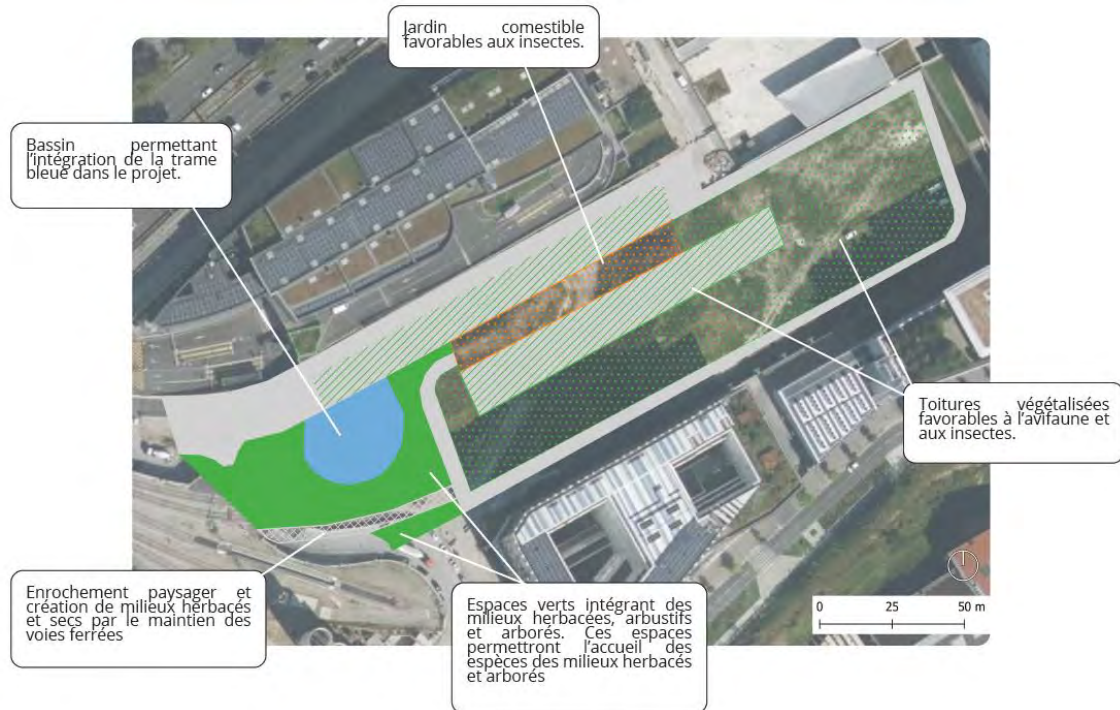 Jardin comestible
favorables aux insectes.
Bassin permettant
l'intégration de la trame
bleue dans le projet.
Toitures végétalisées
favorables à l'avifaune et
aux insectes.
Enrochement paysager et
création de milieux herbacés
et secs par le maintien des
voies ferrées
Espaces verts intégrant des
milieux herbacées, arbustifs
et arborés. Ces espaces
permettront l'accueil des
espèces des milieux herbacés
et arborés
0 25 50 m